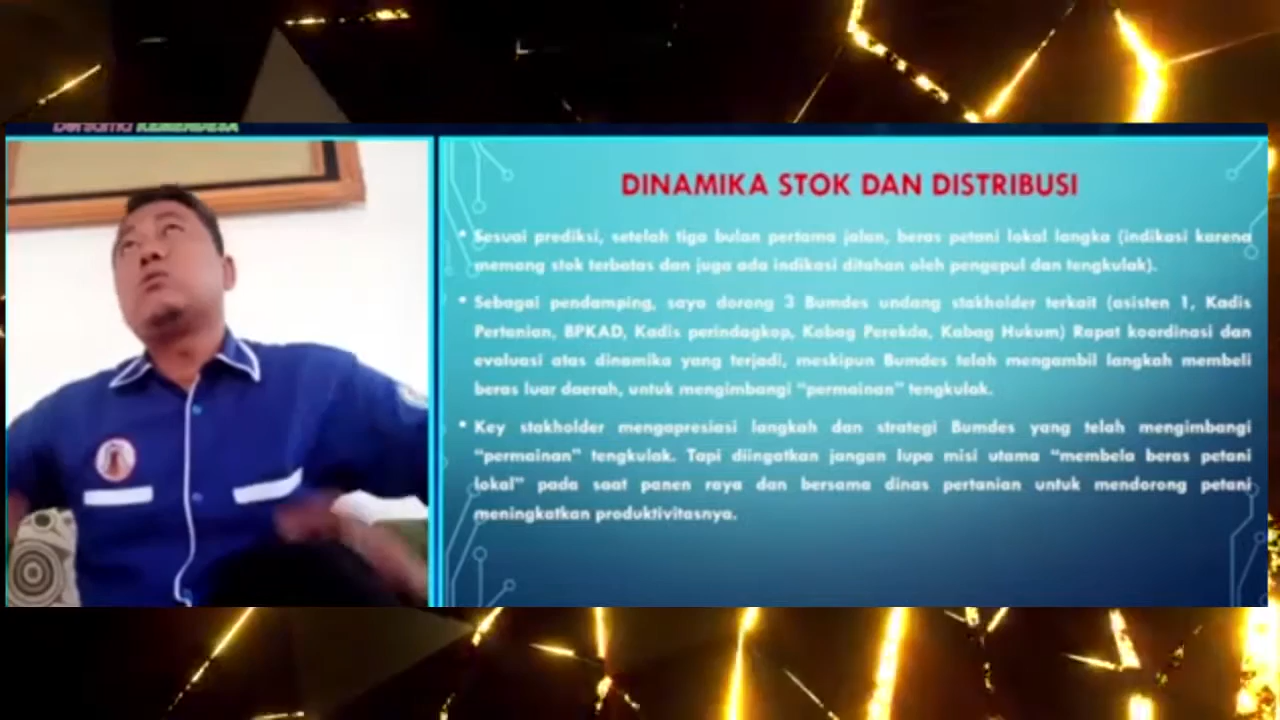 Bersama KEMENDESA
DINAMIKA STOK DAN DISTRIBUSI
• Sesuai prediksi, setelah tiga bulan pertama jalan, beras petani lokal langka (indikasi karena
memang stok terbatas dan juga ada indikasi ditahan oleh pengepul dan tengkulak).
• Sebagai pendamping, saya dorong 3 Bumdes undang stakholder terkait (asisten 1, Kadis
Pertanian, BPKAD, Kadis perindagkop, Kabag Perekda, Kabag Hukum) Rapat koordinasi dan
evaluasi atas dinamika yang terjadi, meskipun Bumdes telah mengambil langkah membeli
beras luar daerah, untuk mengimbangi “permainan” tengkulak.
• Key stakholder mengapresiasi langkah dan strategi Bumdes yang telah mengimbangi
“permainan” tengkulak. Tapi diingatkan jangan lupa misi utama “membela beras petani
lokal” pada saat panen raya dan bersama dinas pertanian untuk mendorong petani
meningkatkan produktivitasnya.